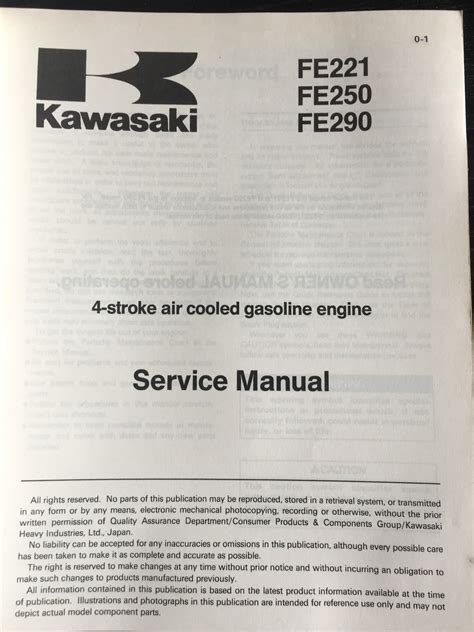 0-1
Kawasaki
FE221
FE250
FE290
4-stroke air cooled gasoline engine
Service Manual
All rights reserved. No parts of this publication may be reproduced, stored in a retrieval system, or transmitted
in any form or by any means, electronic mechanical photocopying, recording or otherwise, without the prior
written permission of Quality Assurance Department/Consumer Products & Components Group/Kawasaki
Heavy Industries, Ltd., Japan.
No liability can be accepted for any inaccuracies or omissions in this publication, although every possible care
has been taken to make it as complete and accurate as possible.
The right is reserved to make changes at any time without prior notice and without incurring an obligation to
make such changes to products manufactured previously.
All information contained in this publication is based on the latest product information available at the time
of publication. Illustrations and photographs in this publication are intended for reference use only and may not
depict actual model component parts.